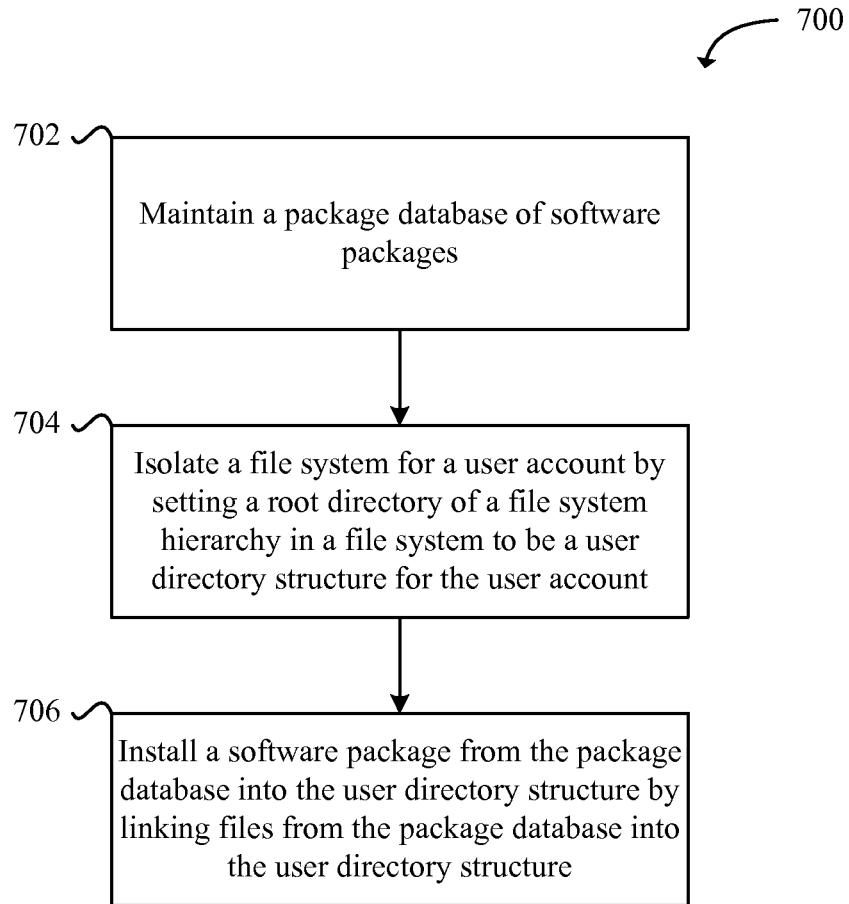 700
702
Maintain a package database of software
packages
704
Isolate a file system for a user account by
setting a root directory of a file system
hierarchy in a file system to be a user
directory structure for the user account
706
Install a software package from the package
database into the user directory structure by
linking files from the package database into
the user directory structure